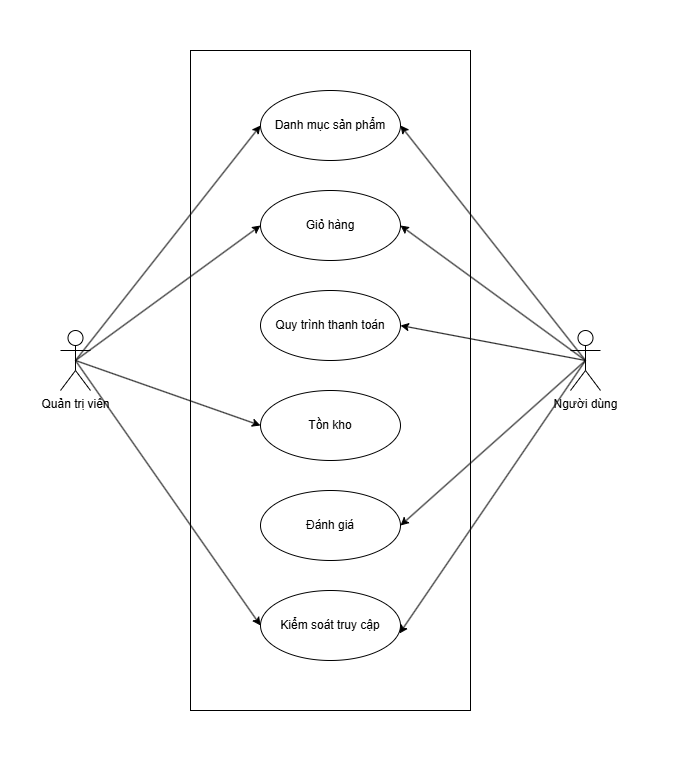 Danh mục sản phẩm
Giỏ hàng
Quy trình thanh toán
Quản trị viên
Người dùng
Tồn kho
Đánh giá
Kiểm soát truy cập